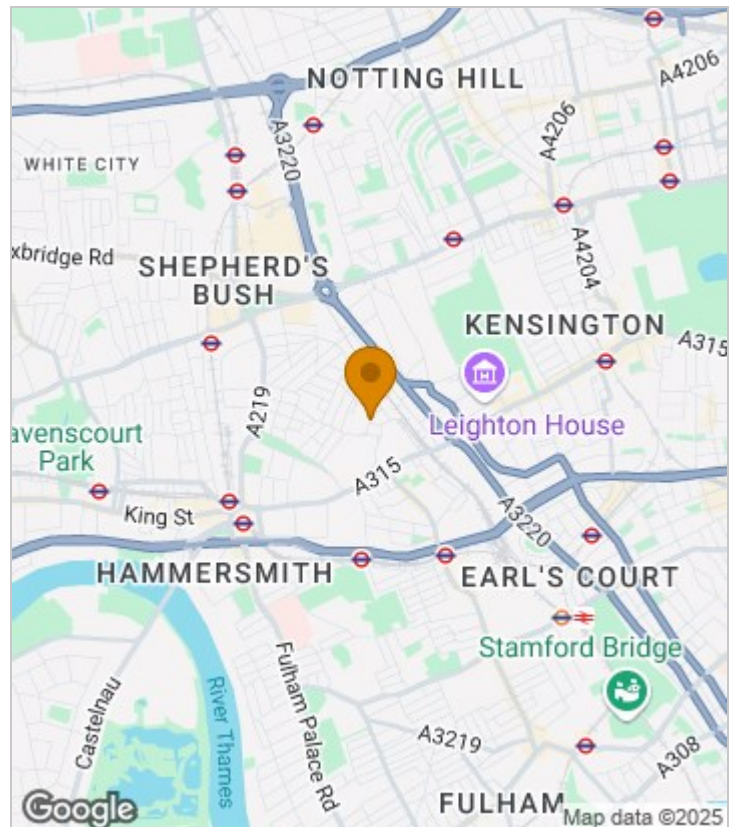 NOTTING HILL
A4206
A4206
A3220
WHITE CITY
xbridge Rd
SHEPHERD'S
BUSH
A4204
KENSINGTON
A315
A219
Leighton House
avenscourt
Park
A315
King St
A3220
HAMMERSMITH
EARL'S COURT
Stamford Bridge
Fulham Palace Rd
River Thames
Castelnau
A3219
A308
FULHAM
Google
Map data ©2025